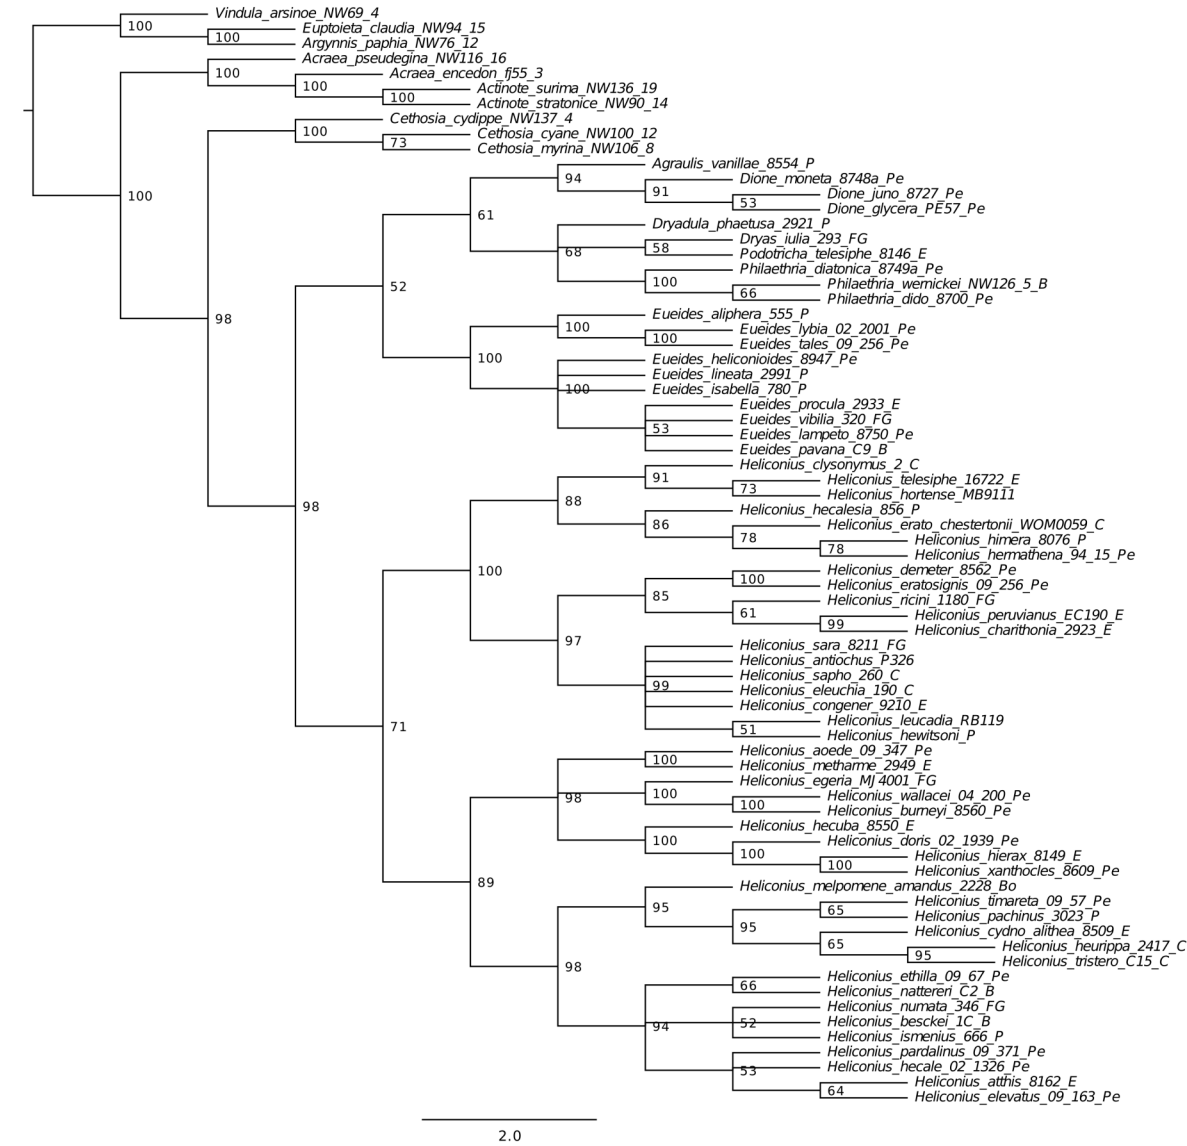 Vindula_arsinoe_NW69_4
100
Euptoieta_claudia_NW94_15
100
Argynnis_paphia_NW76_12
Acraea_pseudegina_NW116_16
100
Acraea_encedon_fj55_3
100
Actinote_surima_NW136_19
100
Actinote_stratonice_NW90_14
Cethosia_cydippe_NW137_4
100
Cethosia_cyane_NW100_12
73
Cethosia_myrina_NW106_8
Agraulis_vanillae_8554_P
94
Dione_moneta_8748a_Pe
91
Dione_juno_8727_Pe
100
53
Dione_glycera_PE57_Pe
61
Dryadula_phaetusa_2921_P
Dryas_iulia_293_FG
68
58
Podotricha_telesiphe_8146_E
Philaethria_diatonica_8749a_Pe
100
Philaethria_wernickei_NW126_5_B
52
66
Philaethria_dido_8700_Pe
Eueides_aliphera_555_P
98
100
Eueides_lybia_02_2001_Pe
100
Eueides_tales_09_256_Pe
100
Eueides_heliconioides_8947_Pe
Eueides_lineata_2991_P
100
Eueides_isabella_780_P
Eueides_procula_2933_E
Eueides_vibilia_320_FG
53
Eueides_lampeto_8750_Pe
Eueides_pavana_C9_B
Heliconius_clysonymus_2_C
91
Heliconius_telesiphe_16722_E
73
Heliconius_hortense_MB9111
88
98
Heliconius_hecalesia_856_P
86
Heliconius_erato_chestertonii_WOM0059_C
78
Heliconius_himera_8076_P
78
Heliconius_hermathena_94_15_Pe
100
Heliconius_demeter_8562_Pe
100
Heliconius_eratosignis_09_256_Pe
85
Heliconius_ricini_1180_FG
61
Heliconius_peruvianus_EC190_E
99
Heliconius_charithonia_2923_E
97
Heliconius_sara_8211_FG
Heliconius_antiochus_P326
Heliconius_sapho_260_C
99
Heliconius_eleuchia_190_C
Heliconius_congener_9210_E
Heliconius_leucadia_RB119
71
51
Heliconius_hewitsoni_P
Heliconius_aoede_09_347_Pe
100
Heliconius_metharme_2949_E
Heliconius_egeria_MJ4001_FG
98
100
Heliconius_wallacei_04_200_Pe
100
Heliconius_burneyi_8560_Pe
Heliconius_hecuba_8550_E
100
Heliconius_doris_02_1939_Pe
100
Heliconius_hierax_8149_E
100
Heliconius_xanthocles_8609_Pe
89
Heliconius_melpomene_amandus_2228_Bo
95
Heliconius_timareta_09_57_Pe
65
Heliconius_pachinus_3023_P
95
Heliconius_cydno_alithea_8509_E
65
Heliconius_heurippa_2417_C
95
Heliconius_tristero_C15_C
98
Heliconius_ethilla_09_67_Pe
66
Heliconius_nattereri_C2_B
Heliconius_numata_346_FG
94
52
Heliconius_besckei_1C_B
Heliconius_ismenius_666_P
Heliconius_pardalinus_09_371_Pe
53
Heliconius_hecale_02_1326_Pe
Heliconius_atthis_8162_E
64
Heliconius_elevatus_09_163_Pe
2.0